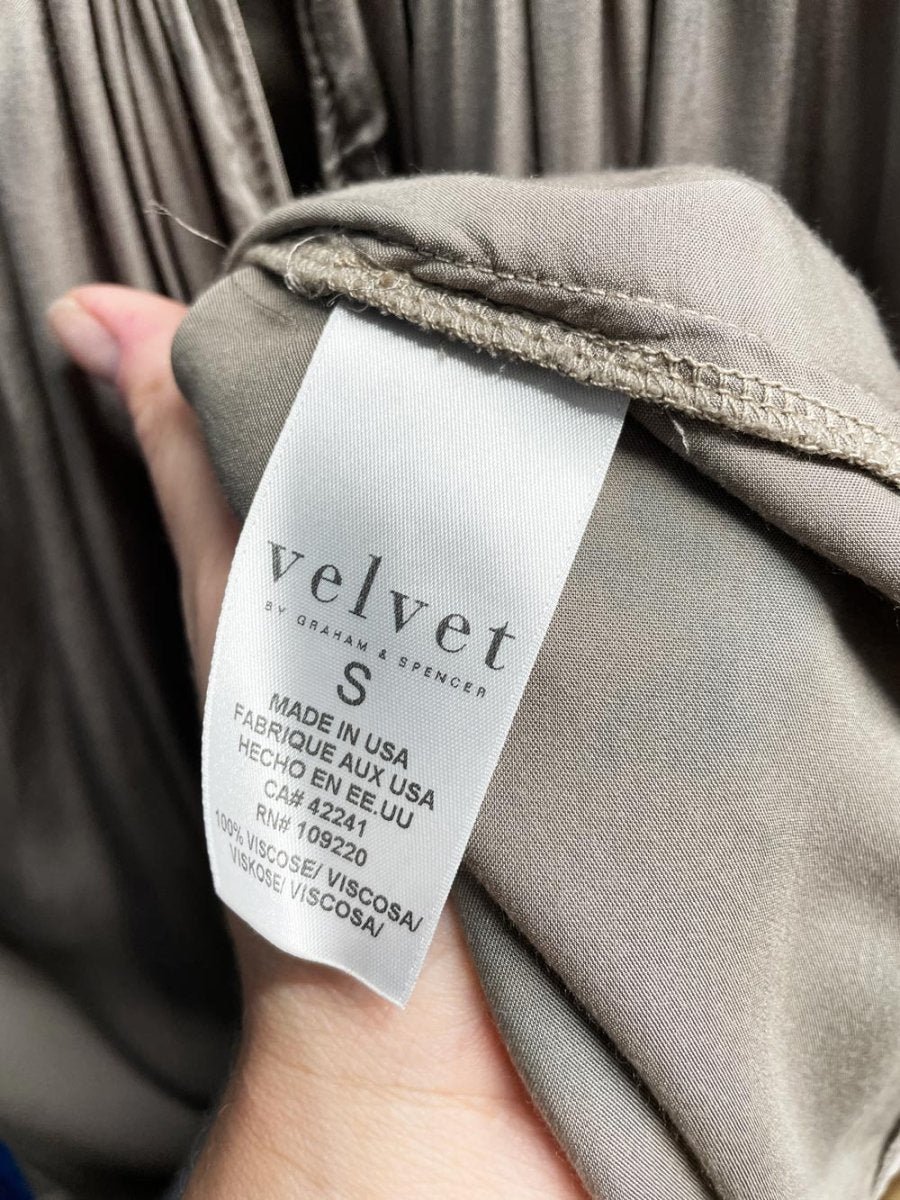 velvet
BY GRAHAM & SPENCER
S
MADE IN USA
FABRIQUE AUX USA
HECHO EN EE.UU
CA# 42241
RN# 109220
100% VISCOSE/ VISCOSA/
VISKOSE/ VISCOSA/